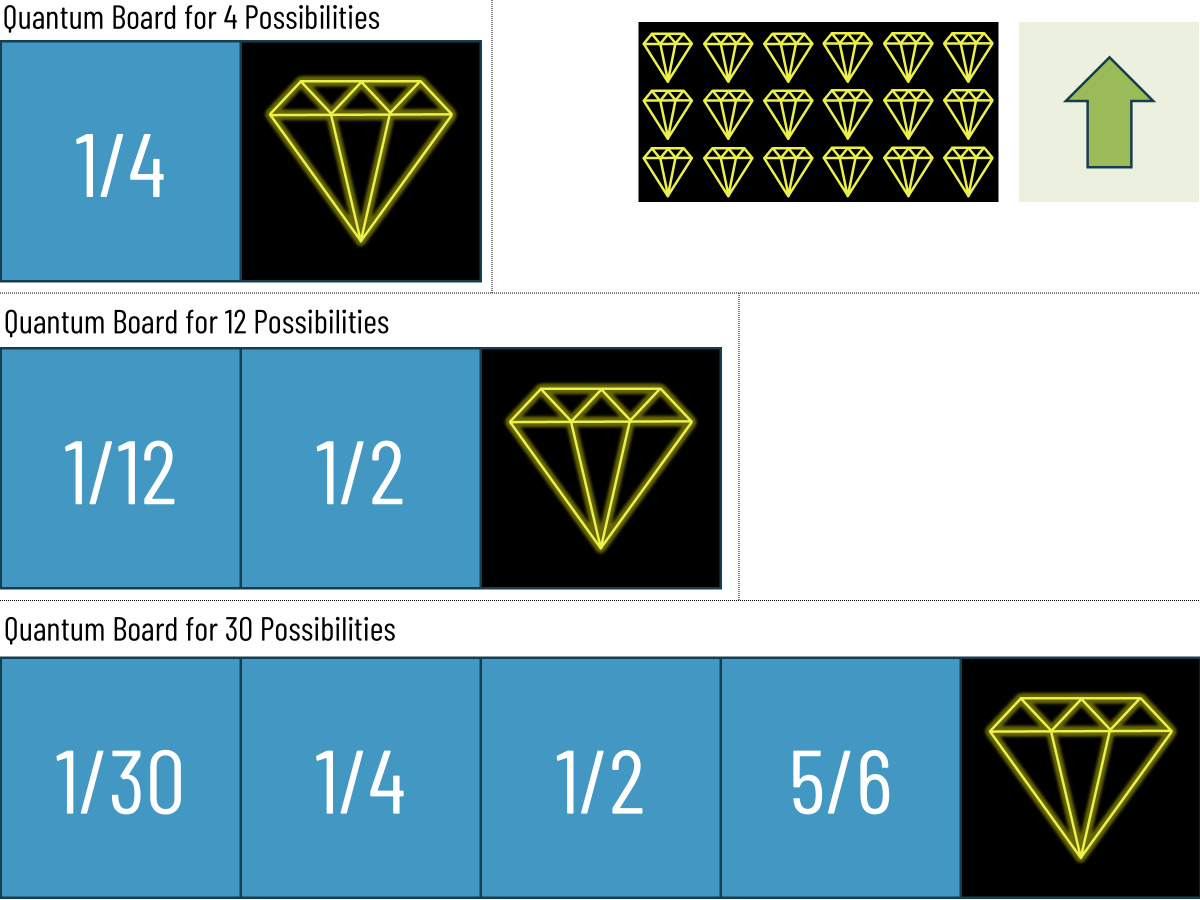 Quantum Board for 4 Possibilities
1/4
Quantum Board for 12 Possibilities
1/12
1/2
Quantum Board for 30 Possibilities
1/30
1/4
1/2
5/6